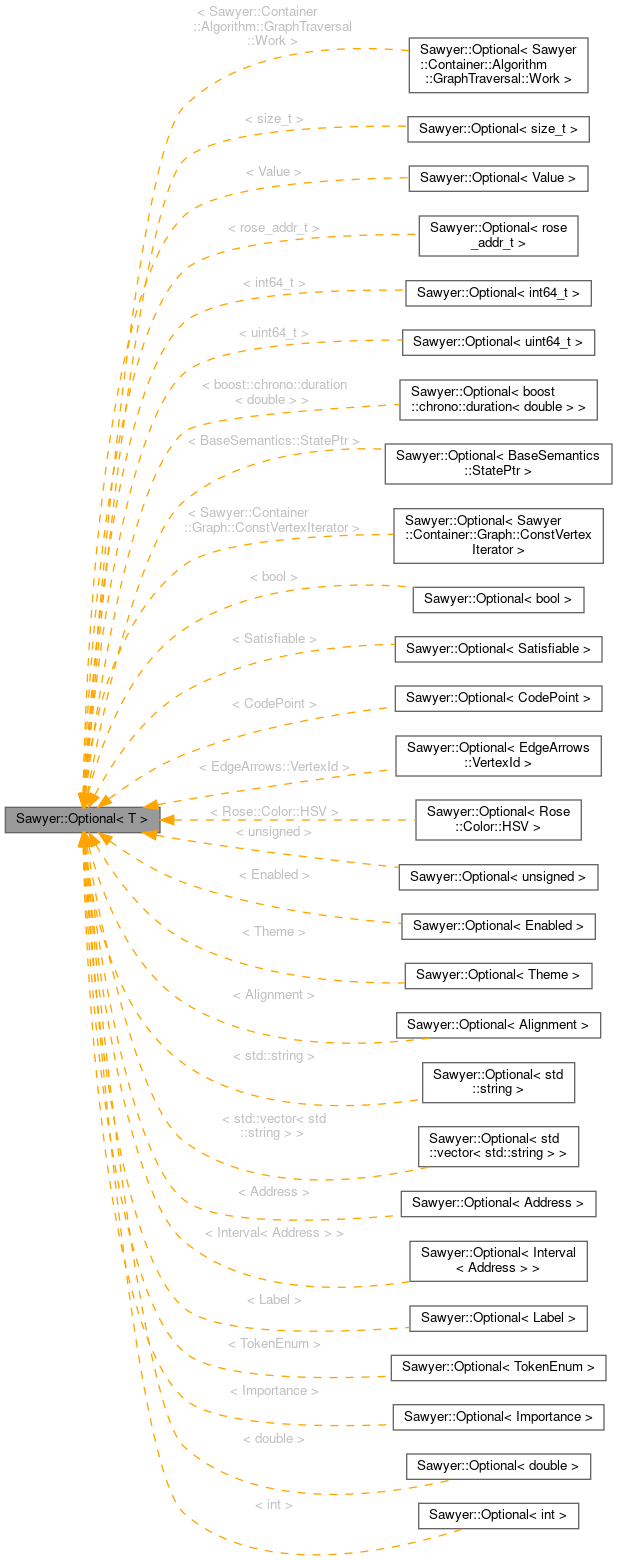 < Sawyer::Container
::Algorithm::GraphTraversal
::Work >
Sawyer::Optional< Sawyer
::Container::Algorithm
::GraphTraversal::Work >
< size_t >
Sawyer::Optional< size_t >
< Value >
Sawyer::Optional< Value >
< rose_addr_t >
Sawyer::Optional< rose
_addr_t >
< int64_t >
Sawyer::Optional< int64_t >
< uint64_t >
Sawyer::Optional< uint64_t >
< boost::chrono::duration
< double > >
Sawyer::Optional< boost
::chrono::duration< double > >
< BaseSemantics::StatePtr >
Sawyer::Optional< BaseSemantics
::StatePtr >
< Sawyer::Container
::Graph::ConstVertexIterator >
Sawyer::Optional< Sawyer
::Container::Graph::ConstVertex
Iterator >
< bool >
Sawyer::Optional< bool >
< Satisfiable >
Sawyer::Optional< Satisfiable >
< CodePoint >
Sawyer::Optional< CodePoint >
< EdgeArrows::VertexId >
Sawyer::Optional< EdgeArrows
::VertexId >
Sawyer::Optional< T >
< Rose::Color::HSV >
Sawyer::Optional< Rose
::Color::HSV >
< unsigned >
Sawyer::Optional< unsigned >
< Enabled >
Sawyer::Optional< Enabled >
< Theme >
Sawyer::Optional< Theme >
< Alignment >
Sawyer::Optional< Alignment >
< std::string >
Sawyer::Optional< std
::string >
< std::vector< std
::string > >
Sawyer::Optional< std
::vector< std::string > >
< Address >
Sawyer::Optional< Address >
< Interval< Address > >
Sawyer::Optional< Interval
< Address > >
< Label >
Sawyer::Optional< Label >
< TokenEnum >
Sawyer::Optional< TokenEnum >
< Importance >
Sawyer::Optional< Importance >
< double >
Sawyer::Optional< double >
< int >
Sawyer::Optional< int >